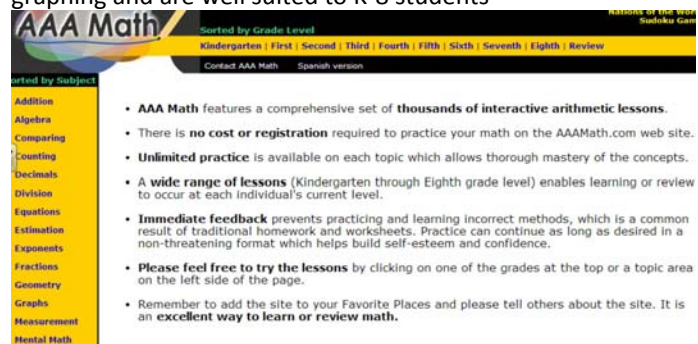 graphing and are well suited to K-8 students
AAA Math
Sorted by Grade Level
Nations of the Wor
Sudoku Gam
Kindergarten | First | Second | Third | Fourth | Fifth | Sixth | Seventh | Eighth | Review
Contact AAA Math Spanish version
orted by Subject
Addition
Algebra
Comparing
Counting
Decimals
Division
Equations
Estimation
Exponents
Fractions
Geometry
Graphs
Measurement
Mental Math
• AAA Math features a comprehensive set of thousands of interactive arithmetic lessons.
• There is no cost or registration required to practice your math on the AAAMath.com web site.
• Unlimited practice is available on each topic which allows thorough mastery of the concepts.
• A wide range of lessons (Kindergarten through Eighth grade level) enables learning or review
to occur at each individual's current level.
• Immediate feedback prevents practicing and learning incorrect methods, which is a common
result of traditional homework and worksheets. Practice can continue as long as desired in a
non-threatening format which helps build self-esteem and confidence.
• Please feel free to try the lessons by clicking on one of the grades at the top or a topic area
on the left side of the page.
• Remember to add the site to your Favorite Places and please tell others about the site. It is
an excellent way to learn or review math.